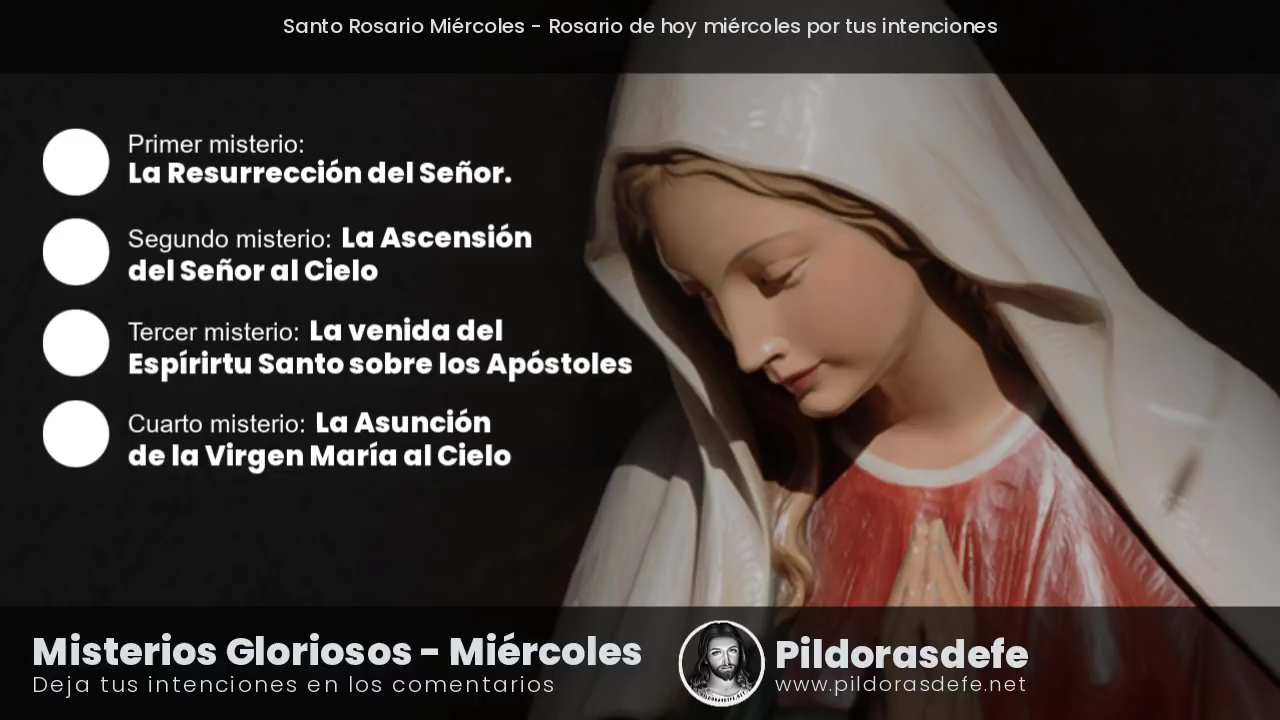 Santo Rosario Miércoles - Rosario de hoy miércoles por tus intenciones
Primer misterio:
La Resurrección del Señor.
Segundo misterio: La Ascensión
del Señor al Cielo
Tercer misterio: La venida del
Espírirtu Santo sobre los Apóstoles
Cuarto misterio: La Asunción
de la Virgen María al Cielo
Misterios Gloriosos - Miércoles
Deja tus intenciones en los comentarios
Pildorasdefe
www.pildorasdefe.net